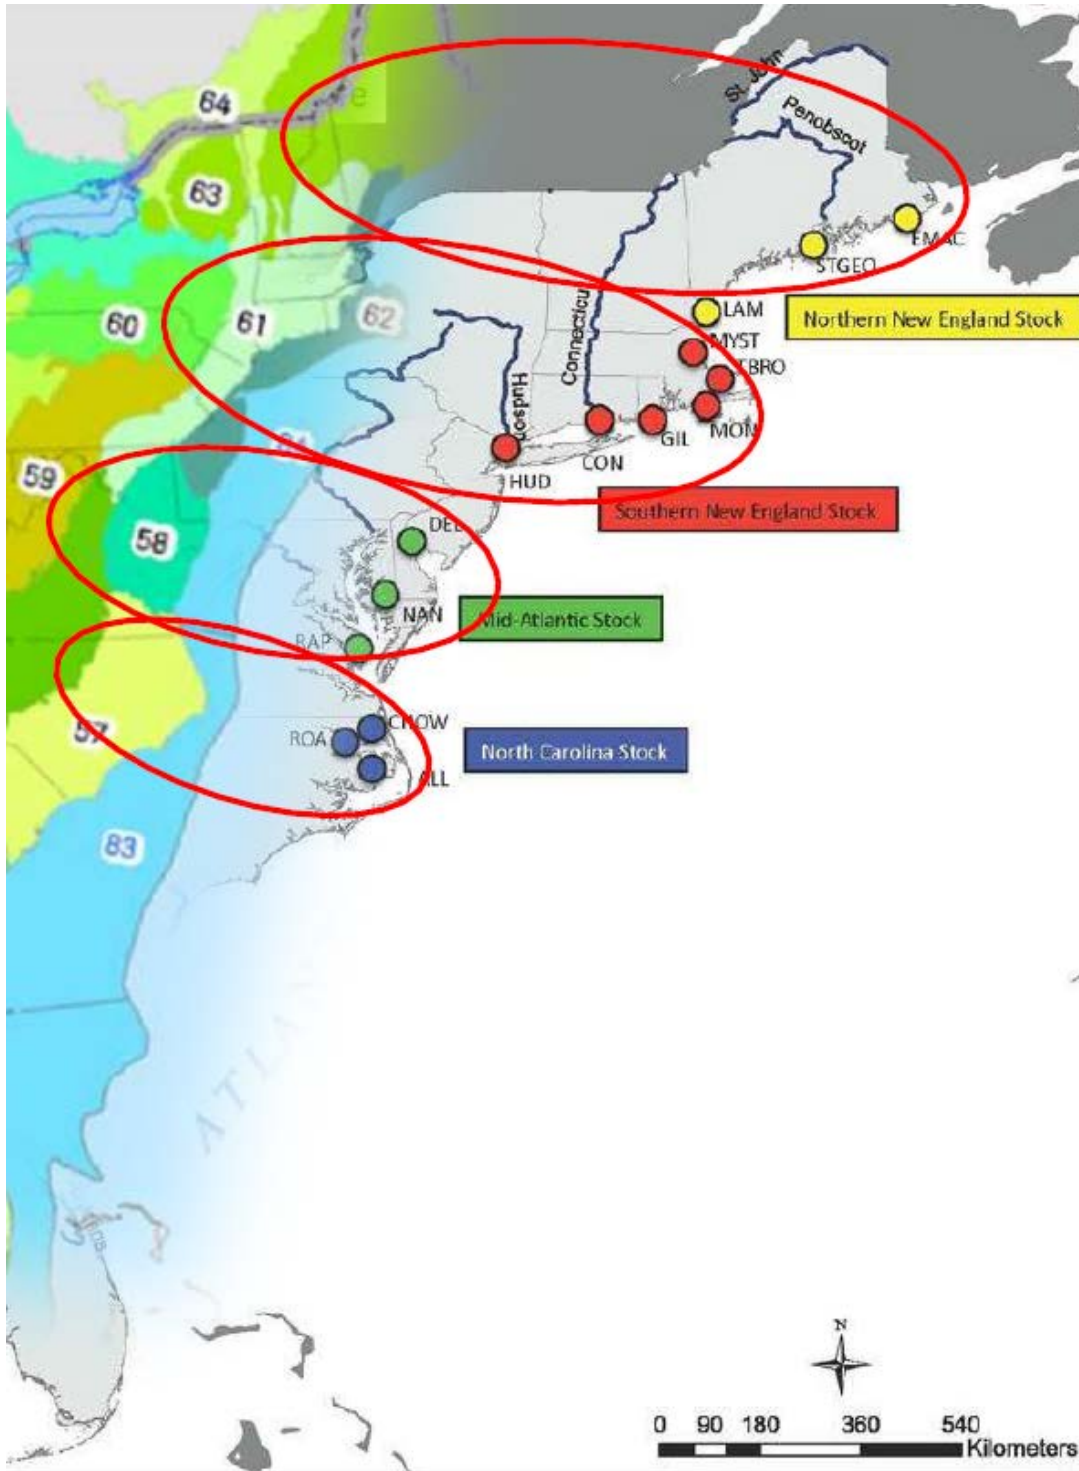 St. John
Penobscot
64
63
EMAC
STGEO
60
61
62
Connecticu
LAM
Northern New England Stock
MYST
TBRO
Hudson
MON
GIL
CON
HUD
59
58
Southern New England Stock
DEL
NAN
Mid-Atlantic Stock
RAP
57
CHOW
ROA
North Carolina Stock
ALL
83
N
0 90 180 360 540
Kilometers